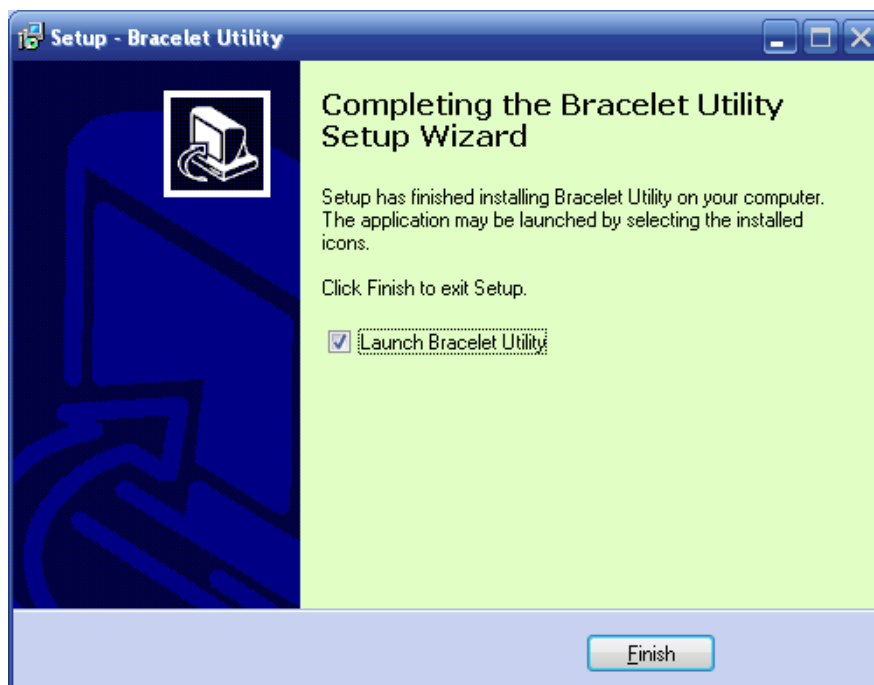 Setup - Bracelet Utility
Completing the Bracelet Utility
Setup Wizard
Setup has finished installing Bracelet Utility on your computer.
The application may be launched by selecting the installed
icons.
Click Finish to exit Setup.
Launch Bracelet Utility
Finish